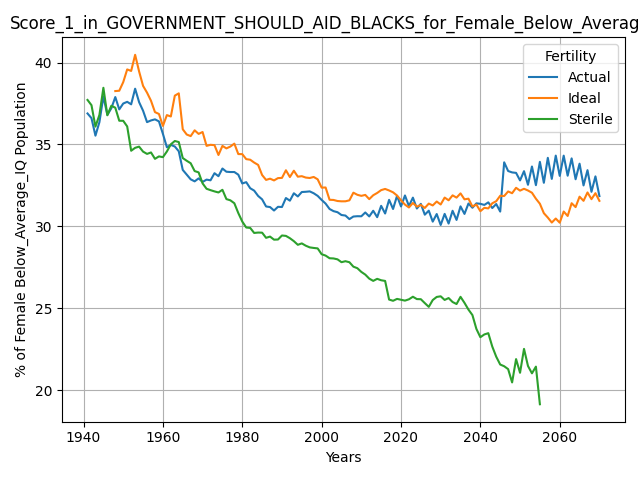 Score_1_in_GOVERNMENT_SHOULD_AID_BLACKS_for_Female_Below_Averag
% of Female Below_Average_IQ Population
40
35
30
25
20
Fertility
Actual
Ideal
Sterile
1940 1960 1980 2000 2020 2040 2060
Years